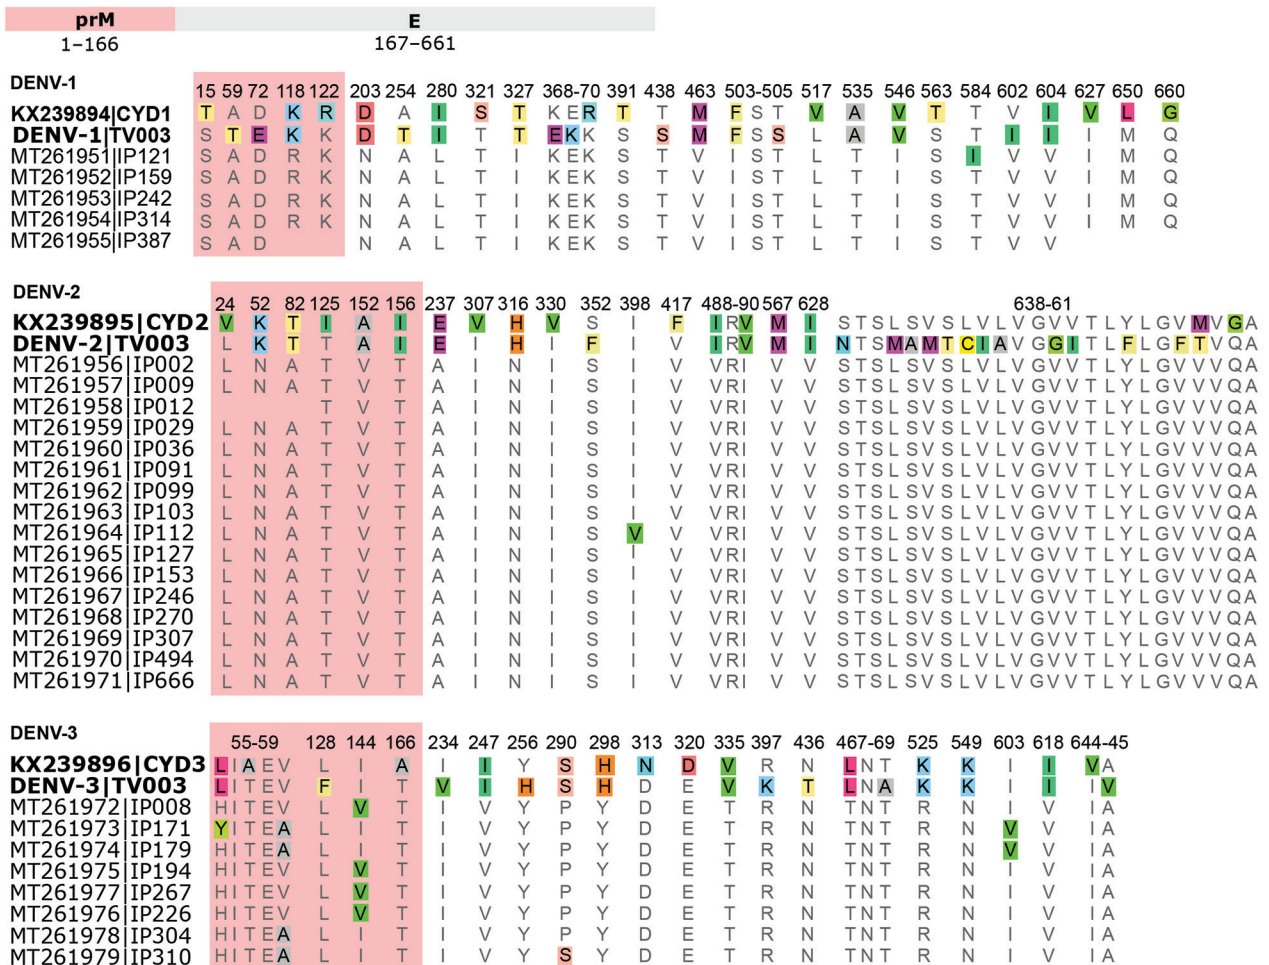 prM E
1–166 167–661
DENV-1
15 59 72 118 122 203 254 280 321 327 368-70 391 438 463 503-505 517 535 546 563 584 602 604 627 650 660
KX239894|CYD1 T A D K R D A I S T K E R T T M F S T V A V T T V I V L G
DENV-1|TV003 S T E K K D T I T T E K K S S M F S S L A V S T I I I M Q
MT261951|IP121 S A D R K N A L T I K E K S T V I S T L T I S I V V I M Q
MT261952|IP159 S A D R K N A L T I K E K S T V I S T L T I S T V V I M Q
MT261953|IP242 S A D R K N A L T I K E K S T V I S T L T I S T V V I M Q
MT261954|IP314 S A D R K N A L T I K E K S T V I S T L T I S T V V I M Q
MT261955|IP387 S A D N A L T I K E K S T V I S T L T I S T V V
DENV-2
24 52 82 125 152 156 237 307 316 330 352 398 417 488-90 567 628 638-61
KX239895|CYD2 V K T I A I E V H V S I F I R V M I S T S L S V S L V L V G V V T L Y L G V M V G A
DENV-2|TV003 L K T T A I E I H I F I V I R V M I N T S M A M T C I A V G I T L F L G F T V Q A
MT261956|IP002 L N A T V T A I N I S I V V R I V V S T S L S V S L V L V G V V T L Y L G V V V Q A
MT261957|IP009 L N A T V T A I N I S I V V R I V V S T S L S V S L V L V G V V T L Y L G V V V Q A
MT261958|IP012 T V T A I N I S I V V R I V V S T S L S V S L V L V G V V T L Y L G V V V Q A
MT261959|IP029 L N A T V T A I N I S I V V R I V V S T S L S V S L V L V G V V T L Y L G V V V Q A
MT261960|IP036 L N A T V T A I N I S I V V R I V V S T S L S V S L V L V G V V T L Y L G V V V Q A
MT261961|IP091 L N A T V T A I N I S I V V R I V V S T S L S V S L V L V G V V T L Y L G V V V Q A
MT261962|IP099 L N A T V T A I N I S I V V R I V V S T S L S V S L V L V G V V T L Y L G V V V Q A
MT261963|IP103 L N A T V T A I N I S I V V R I V V S T S L S V S L V L V G V V T L Y L G V V V Q A
MT261964|IP112 L N A T V T A I N I S V V V R I V V S T S L S V S L V L V G V V T L Y L G V V V Q A
MT261965|IP127 L N A T V T A I N I S I V V R I V V S T S L S V S L V L V G V V T L Y L G V V V Q A
MT261966|IP153 L N A T V T A I N I S I V V R I V V S T S L S V S L V L V G V V T L Y L G V V V Q A
MT261967|IP246 L N A T V T A I N I S I V V R I V V S T S L S V S L V L V G V V T L Y L G V V V Q A
MT261968|IP270 L N A T V T A I N I S I V V R I V V S T S L S V S L V L V G V V T L Y L G V V V Q A
MT261969|IP307 L N A T V T A I N I S I V V R I V V S T S L S V S L V L V G V V T L Y L G V V V Q A
MT261970|IP494 L N A T V T A I N I S I V V R I V V S T S L S V S L V L V G V V T L Y L G V V V Q A
MT261971|IP666 L N A T V T A I N I S I V V R I V V S T S L S V S L V L V G V V T L Y L G V V V Q A
DENV-3
55-59 128 144 166 234 247 256 290 298 313 320 335 397 436 467-69 525 549 603 618 644-45
KX239896|CYD3 L I A E V L I A I I Y S H N D V R N L N T K K I I V A
DENV-3|TV003 L I T E V F I T V I H S H D E V K T L N A K K I I I V
MT261972|IP008 H I T E V L V T I V Y P Y D E T R N T N T R N I V I A
MT261973|IP171 Y I T E A L I T I V Y P Y D E T R N T N T R N V V I A
MT261974|IP179 H I T E A L I T I V Y P Y D E T R N T N T R N V V I A
MT261975|IP194 H I T E V L V T I V Y P Y D E T R N T N T R N I V I A
MT261977|IP267 H I T E V L V T I V Y P Y D E T R N T N T R N I V I A
MT261976|IP226 H I T E V L V T I V Y P Y D E T R N T N T R N I V I A
MT261978|IP304 H I T E A L I T I V Y P Y D E T R N T N T R N I V I A
MT261979|IP310 H I T E A L I T I V Y S Y D E T R N T N T R N I V I A